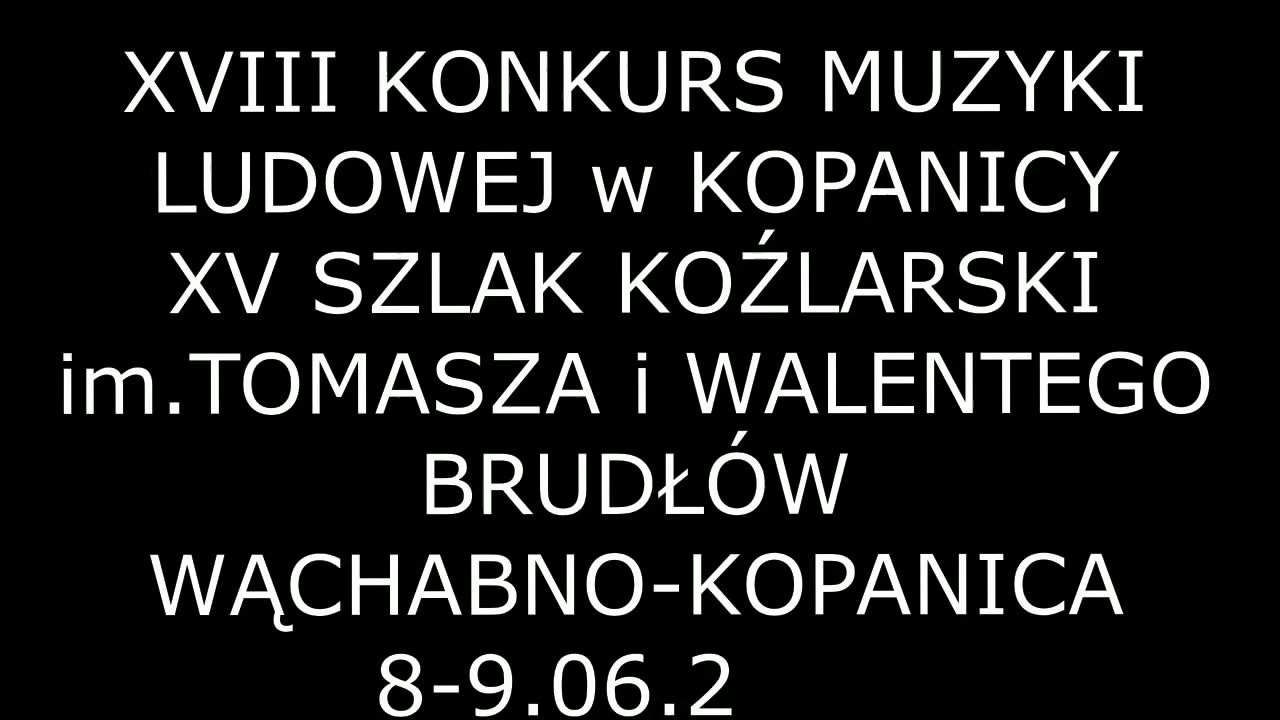 XVIII KONKURS MUZYKI
LUDOWEJ w KOPANICY
XV SZLAK KOŹLARSKI
im.TOMASZA i WALENTEGO
BRUDŁÓW
WĄCHABNO-KOPANICA
8-9.06.2